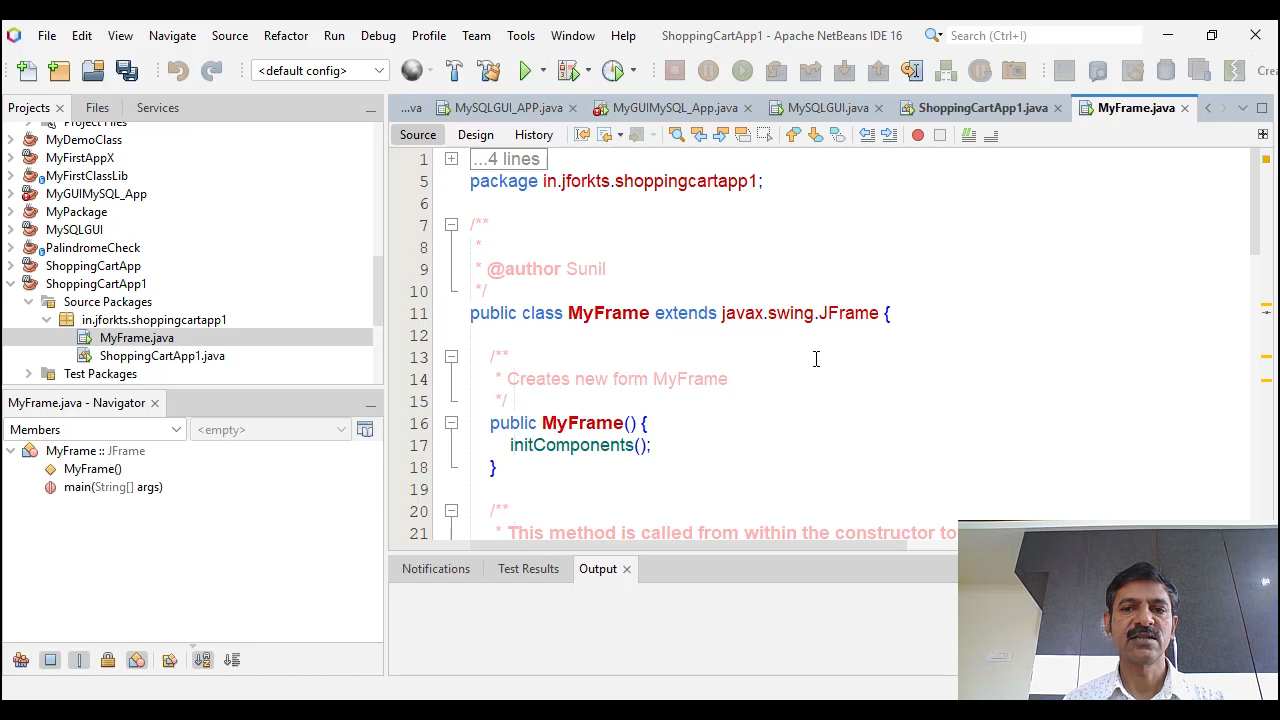 File Edit View Navigate Source Refactor Run Debug Profile Team Tools Window Help ShoppingCartApp1 - Apache NetBeans IDE 16 Search (Ctrl+I)
<default config>
Projects Files Services
...va MySQLGUI_APP.java MyGUIMySQL_App.java MySQLGUI.java ShoppingCartApp1.java MyFrame.java
Source Design History
Project Files
MyDemoClass
MyFirstAppX
MyFirstClassLib
MyGUIMySQL_App
MyPackage
MySQLGUI
PalindromeCheck
ShoppingCartApp
ShoppingCartApp1
Source Packages
in.jforkts.shoppingcartapp1
MyFrame.java
ShoppingCartApp1.java
Test Packages
MyFrame.java - Navigator
Members <empty>
MyFrame :: JFrame
MyFrame()
main(String[] args)
1 ...4 lines
5 package in.jforkts.shoppingcartapp1;
6
7 /**
8 *
9 * @author Sunil
10 */
11 public class MyFrame extends javax.swing.JFrame {
12
13 /**
14 * Creates new form MyFrame
15 */
16 public MyFrame() {
17 initComponents();
18 }
19
20 /**
21 * This method is called from within the constructor to
Notifications Test Results Output